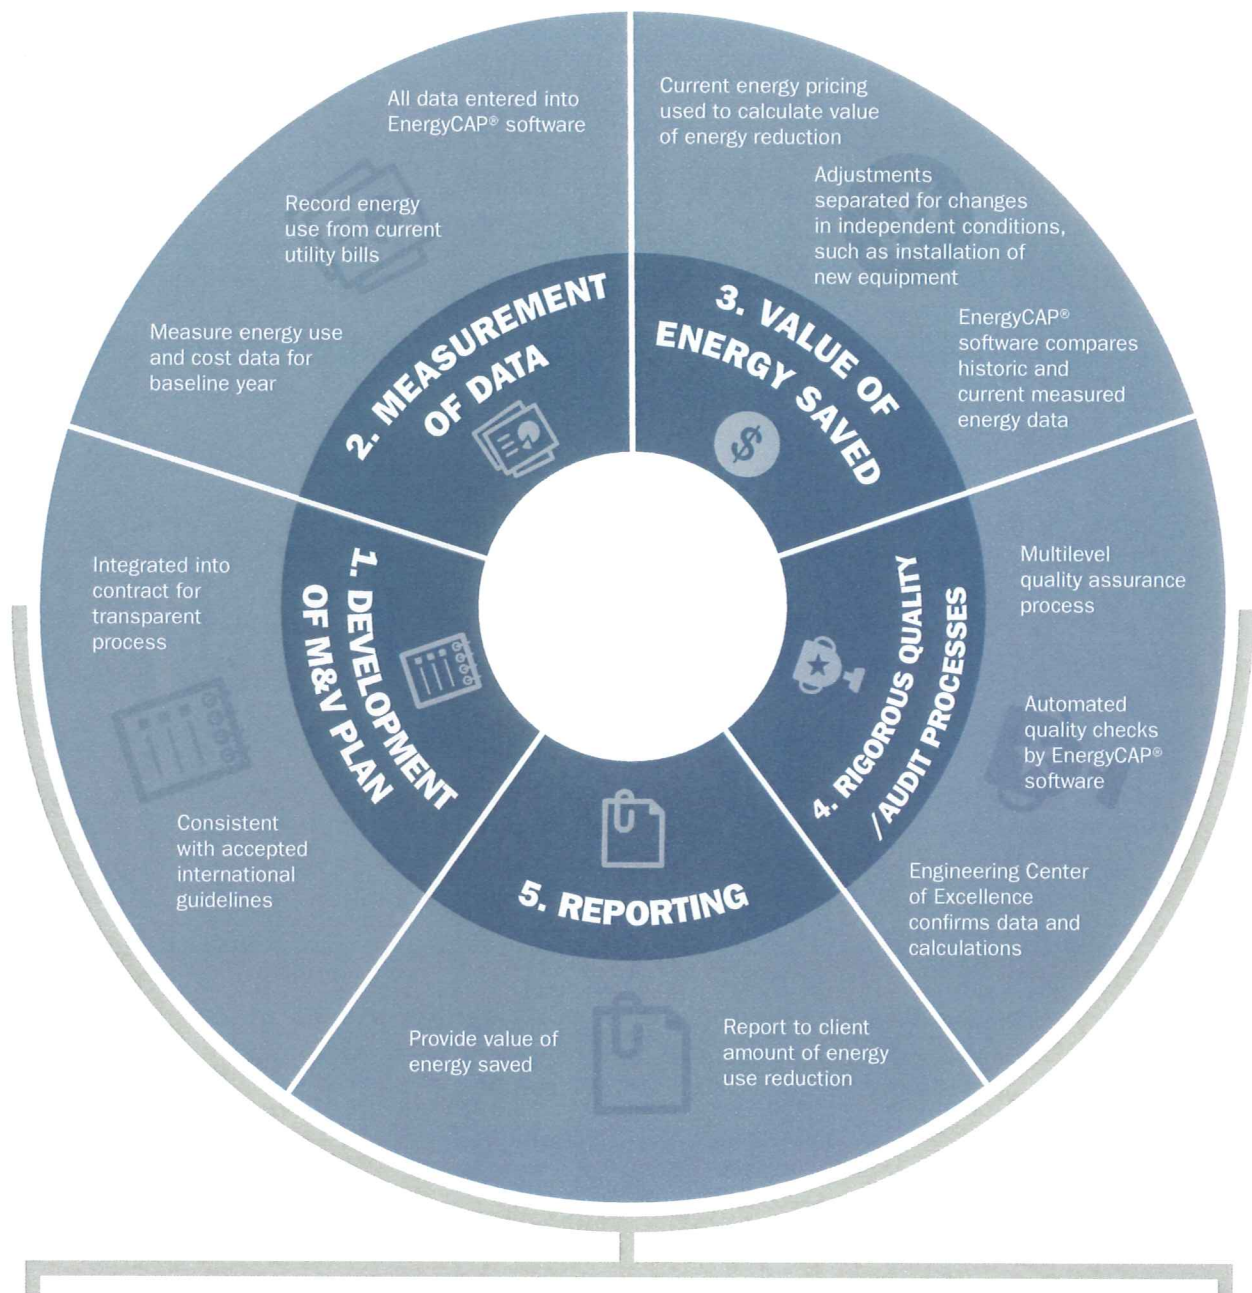 1. DEVELOPMENT
OF M&V PLAN
Integrated into
contract for
transparent
process
Consistent
with accepted
international
guidelines
2. MEASUREMENT
OF DATA
Measure energy use
and cost data for
baseline year
Record energy
use from current
utility bills
All data entered into
EnergyCAP® software
3. VALUE OF
ENERGY SAVED
Current energy pricing
used to calculate value
of energy reduction
Adjustments
separated for changes
in independent conditions,
such as installation of
new equipment
EnergyCAP®
software compares
historic and
current measured
energy data
4. RIGOROUS QUALITY
/AUDIT PROCESSES
Multilevel
quality assurance
process
Automated
quality checks
by EnergyCAP®
software
Engineering Center
of Excellence
confirms data and
calculations
5. REPORTING
Report to client
amount of energy
use reduction
Provide value of
energy saved